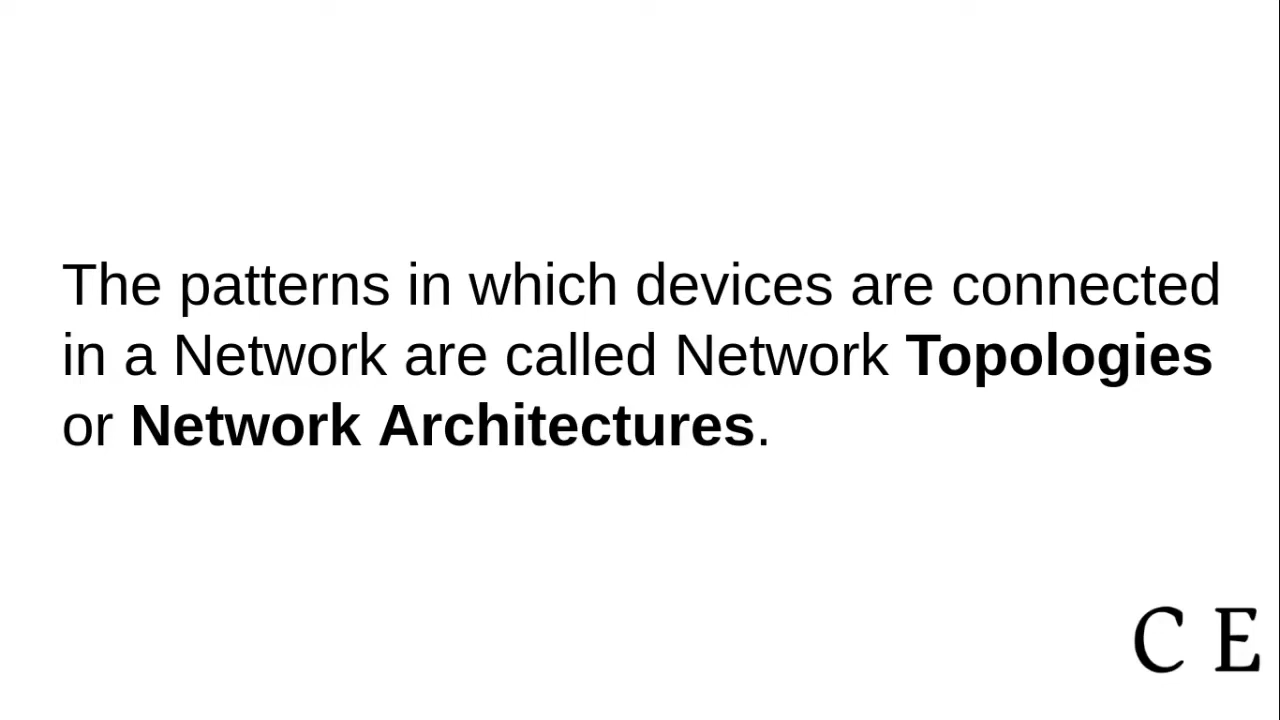 The patterns in which devices are connected
in a Network are called Network Topologies
or Network Architectures.
C E